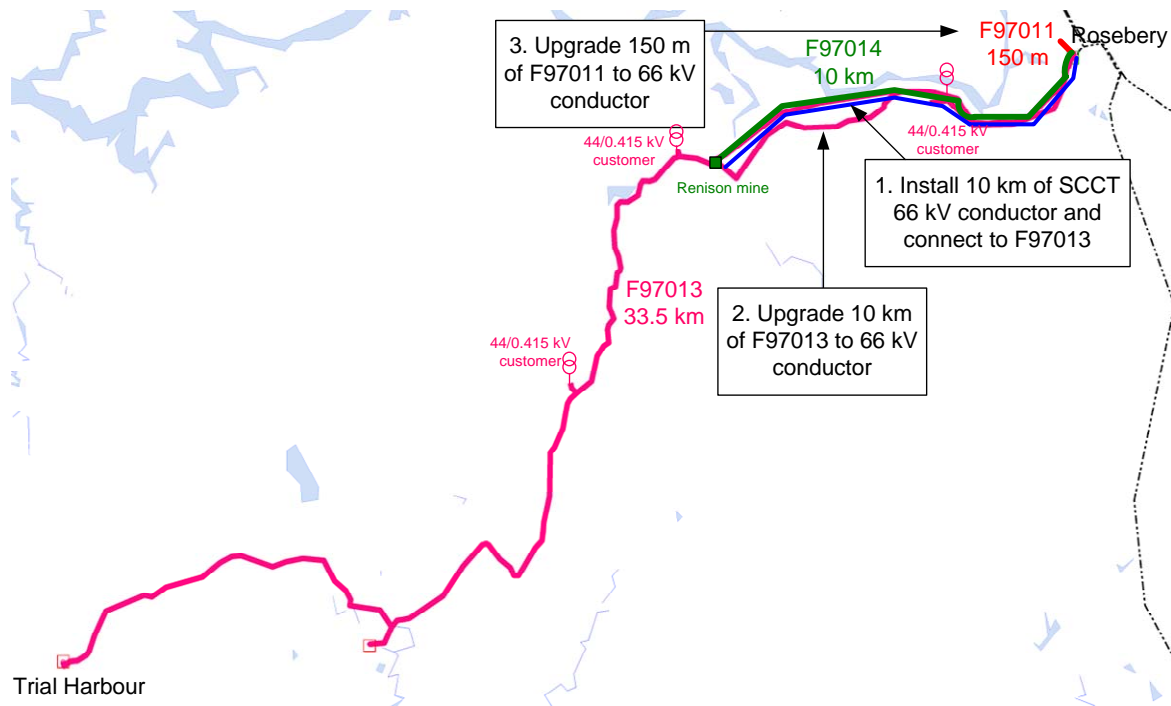 3. Upgrade 150 m
of F97011 to 66 kV
conductor
F97014
10 km
F97011
150 m
Rosebery
44/0.415 kV
customer
Renison mine
44/0.415 kV
customer
1. Install 10 km of SCCT
66 kV conductor and
connect to F97013
F97013
33.5 km
2. Upgrade 10 km
of F97013 to 66 kV
conductor
44/0.415 kV
customer
Trial Harbour